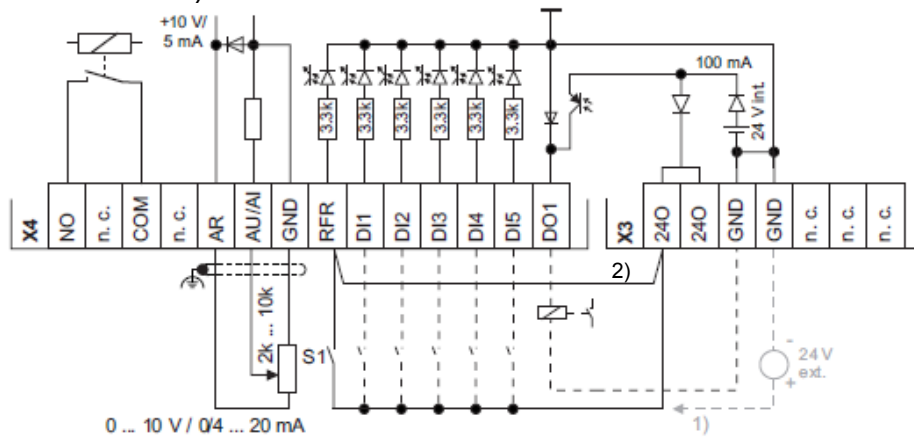 +10 V/
5 mA
100 mA
3.3k
3.3k
3.3k
3.3k
3.3k
3.3k
24 V int.
X4
NO
n. c.
COM
n. c.
AR
AU/AI
GND
RFR
DI1
DI2
DI3
DI4
DI5
DO1
X3
24O
24O
GND
GND
n. c.
n. c.
n. c.
2)
2k ... 10k
S1
24 V
ext.
-
+
1)
0 ... 10 V / 0/4 ... 20 mA